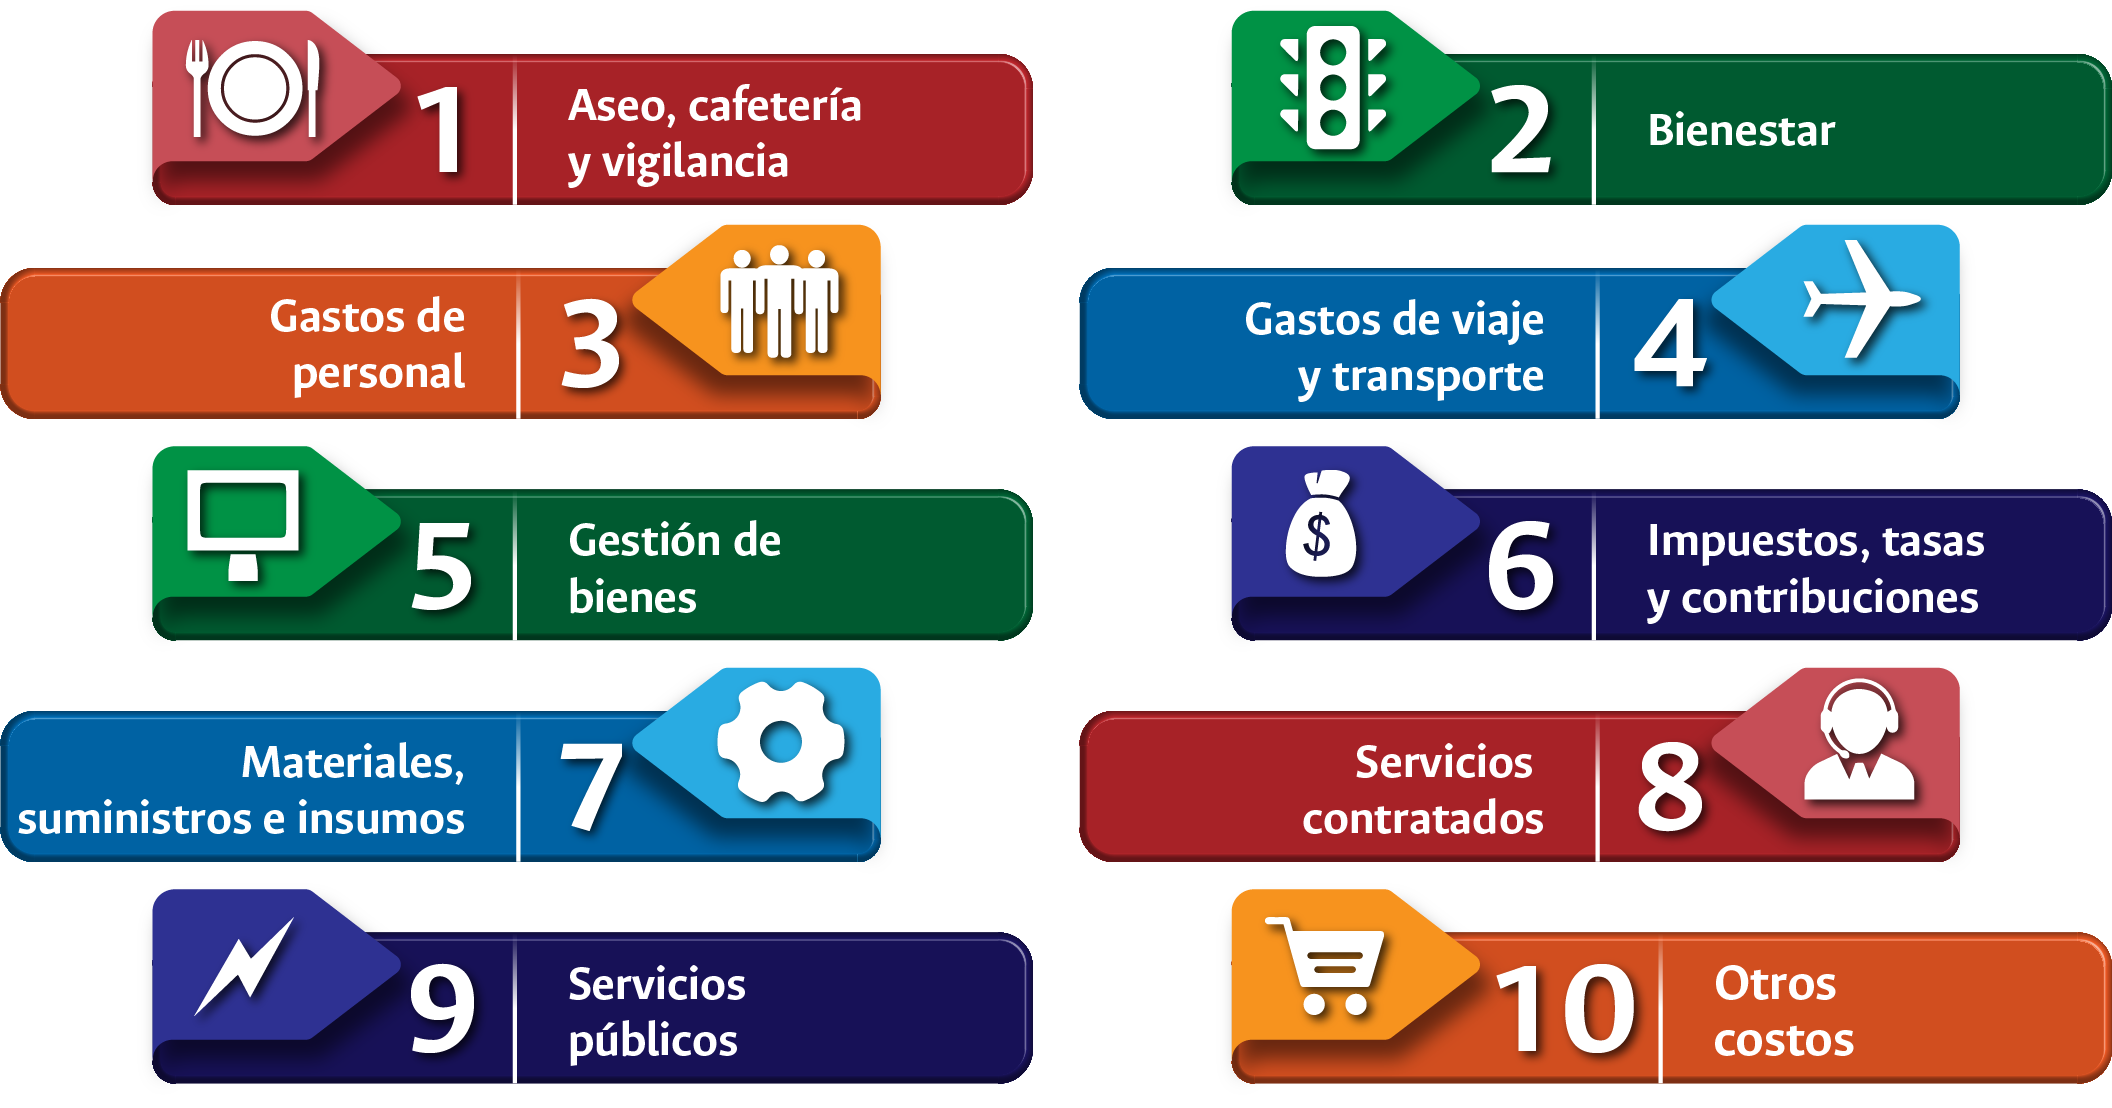 1
Aseo, cafetería
y vigilancia
2
Bienestar
Gastos de
personal
3
Gastos de viaje
y transporte
4
5
Gestión de
bienes
$
6
Impuestos, tasas
y contribuciones
Materiales,
suministros e insumos
7
Servicios
contratados
8
9
Servicios
públicos
10
Otros
costos